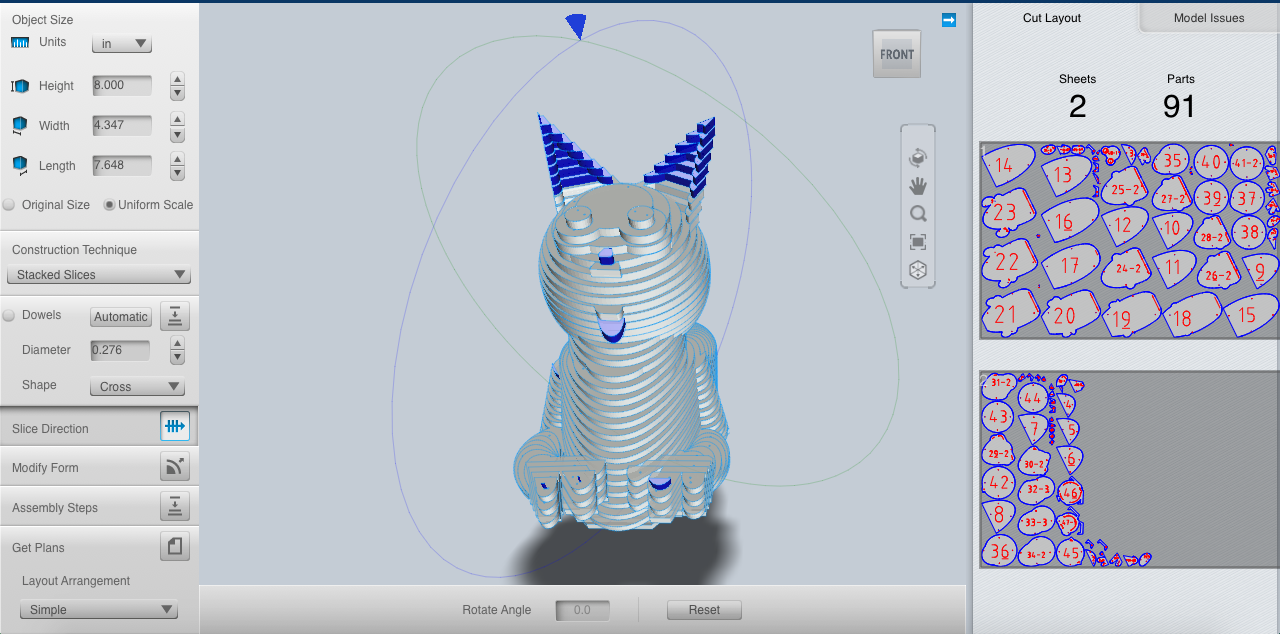 Object Size
Units
in
Height
8.000
Width
4.347
Length
7.648
Original Size
Uniform Scale
Construction Technique
Stacked Slices
Dowels
Automatic
Diameter
0.276
Shape
Cross
Slice Direction
Modify Form
Assembly Steps
Get Plans
Layout Arrangement
Simple
FRONT
Rotate Angle
0.0
Reset
Cut Layout
Model Issues
Sheets
Parts
2
91
14
13
35
40
41-2
25-2
27-2
39
37
23
16
12
10
28-2
38
22
17
24-2
11
26-2
9
21
20
19
18
15
31-2
44
4
43
7
5
29-2
30-2
6
42
32-3
46
8
33-3
36
34-2
45